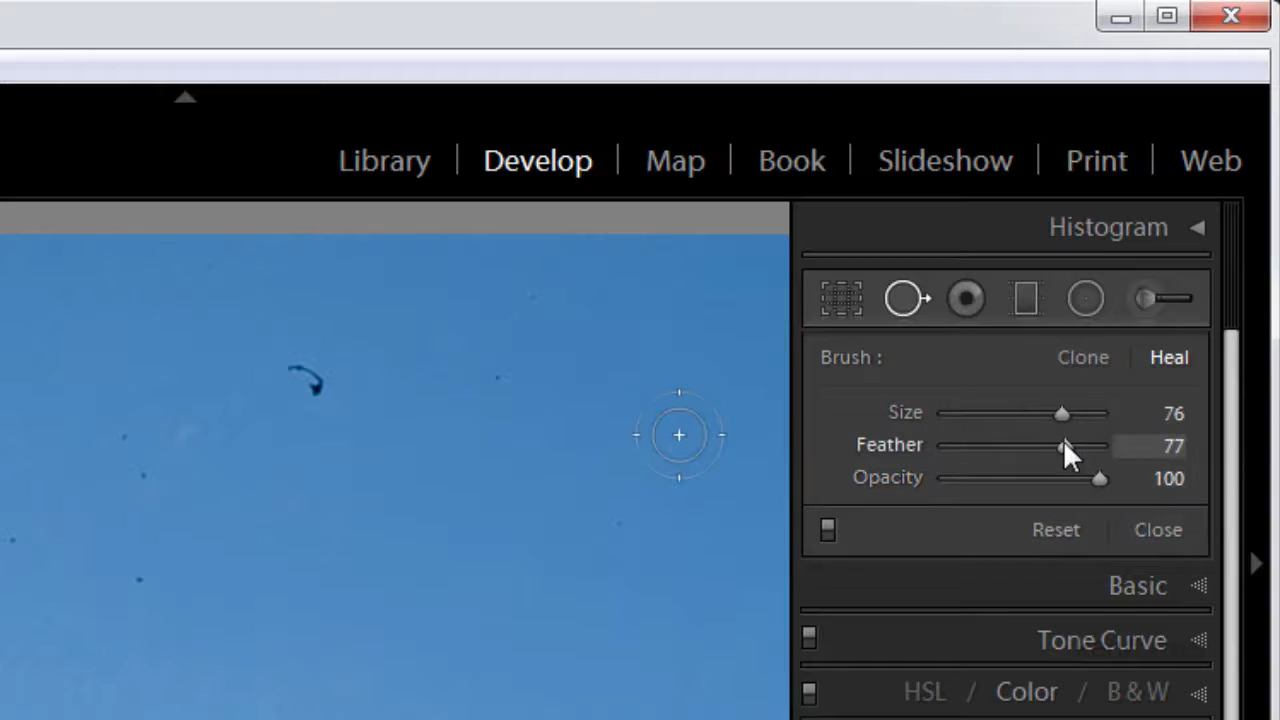 Library | Develop | Map | Book | Slideshow | Print | Web
Histogram
Brush : Clone | Heal
Size 76
Feather 77
Opacity 100
Reset | Close
Basic
Tone Curve
HSL / Color / B & W